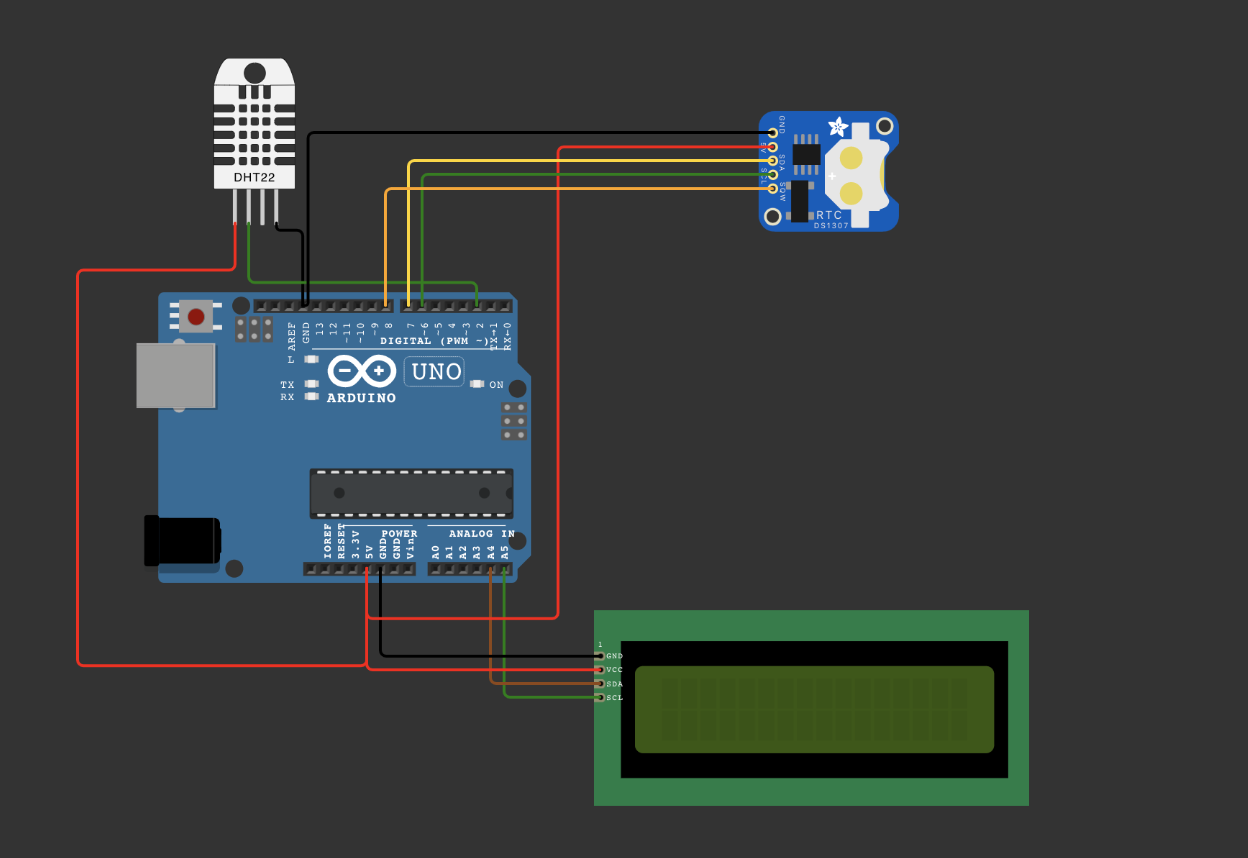 DHT22
GND
5V
SDA
SCL
SQW
+
RTC
DS1307
AREF
GND
13
12
~11
~10
~9
8
7
~6
~5
4
~3
2
TX→1
RX←0
DIGITAL (PWM ~)
L
TX
RX
UNO
ARDUINO
ON
IOREF
RESET
3.3V
5V
GND
GND
Vin
POWER
ANALOG IN
A0
A1
A2
A3
A4
A5
1
GND
VCC
SDA
SCL